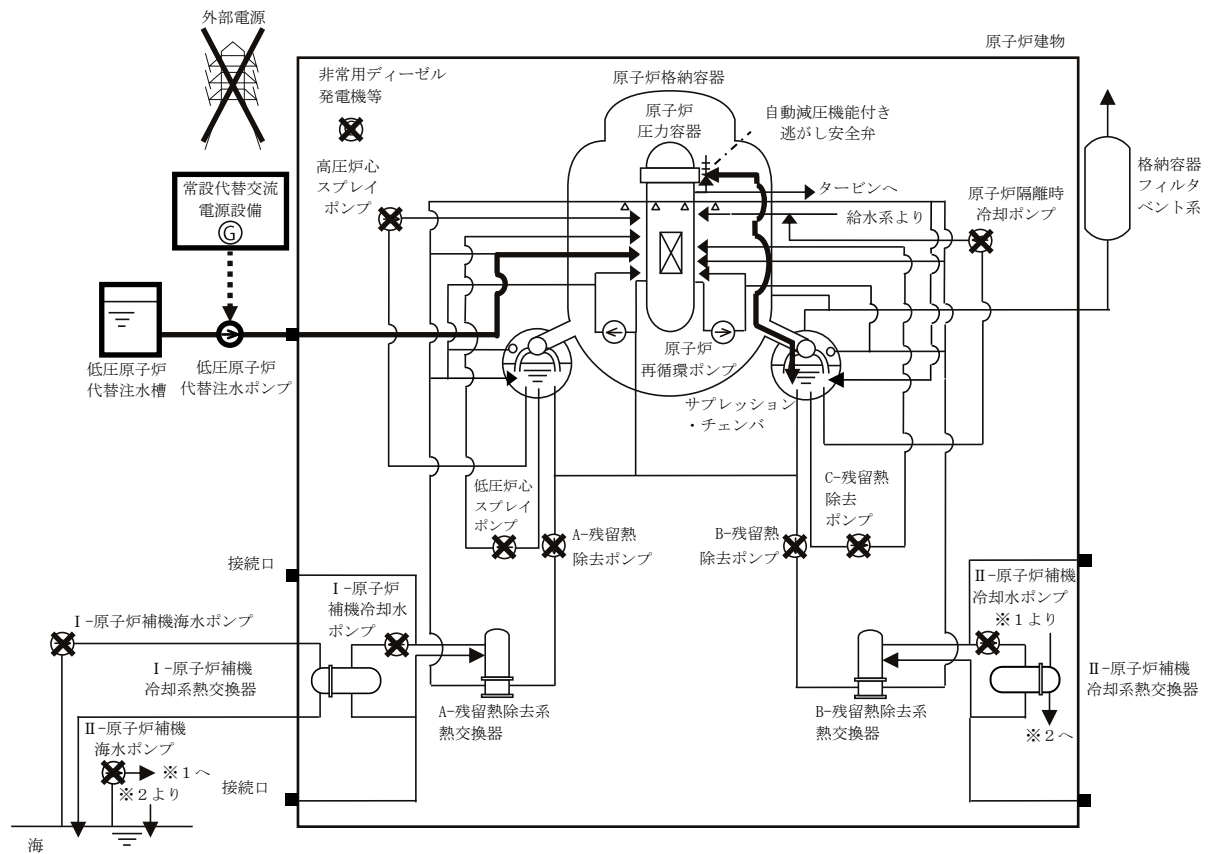 外部電源
原子炉建物
非常用ディーゼル
発電機等
原子炉格納容器
原子炉
圧力容器
自動減圧機能付き
逃がし安全弁
高圧炉心
スプレイ
ポンプ
常設代替交流
電源設備
G
タービンへ
給水系より
原子炉隔離時
冷却ポンプ
格納容器
フィルタ
ベント系
低圧原子炉
代替注水槽
低圧原子炉
代替注水ポンプ
原子炉
再循環ポンプ
サプレッション
・チェンバ
低圧炉心
スプレイ
ポンプ
A-残留熱
除去ポンプ
B-残留熱
除去ポンプ
C-残留熱
除去
ポンプ
接続口
Ⅰ-原子炉補機海水ポンプ
Ⅰ-原子炉
補機冷却水
ポンプ
Ⅰ-原子炉補機
冷却系熱交換器
Ⅱ-原子炉補機
冷却水ポンプ
※1より
Ⅱ-原子炉補機
冷却系熱交換器
※2へ
A-残留熱除去系
熱交換器
B-残留熱除去系
熱交換器
Ⅱ-原子炉補機
海水ポンプ
※1へ
※2より
接続口
海